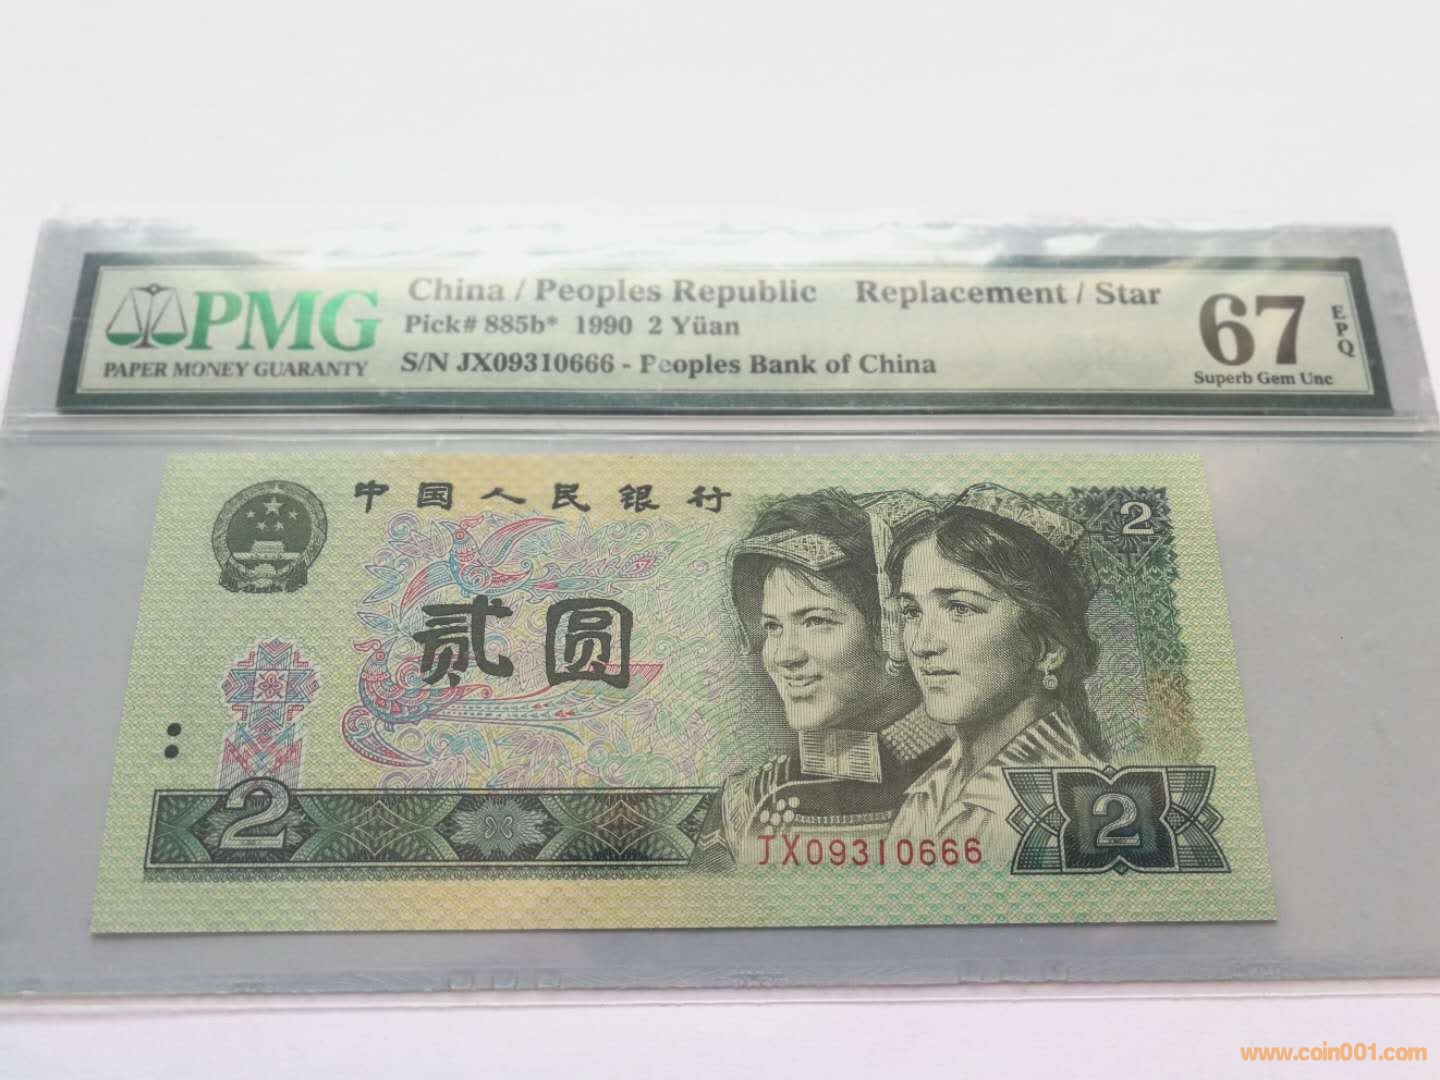 China / Peoples Republic Replacement / Star
PMG
Pick# 885b* 1990 2 Yüan
PAPER MONEY GUARANTY
S/N JX09310666 - Peoples Bank of China
67
EPQ
Superb Gem Unc
中国人民银行
2
贰圆
2
2
JX09310666
www.coin001.com